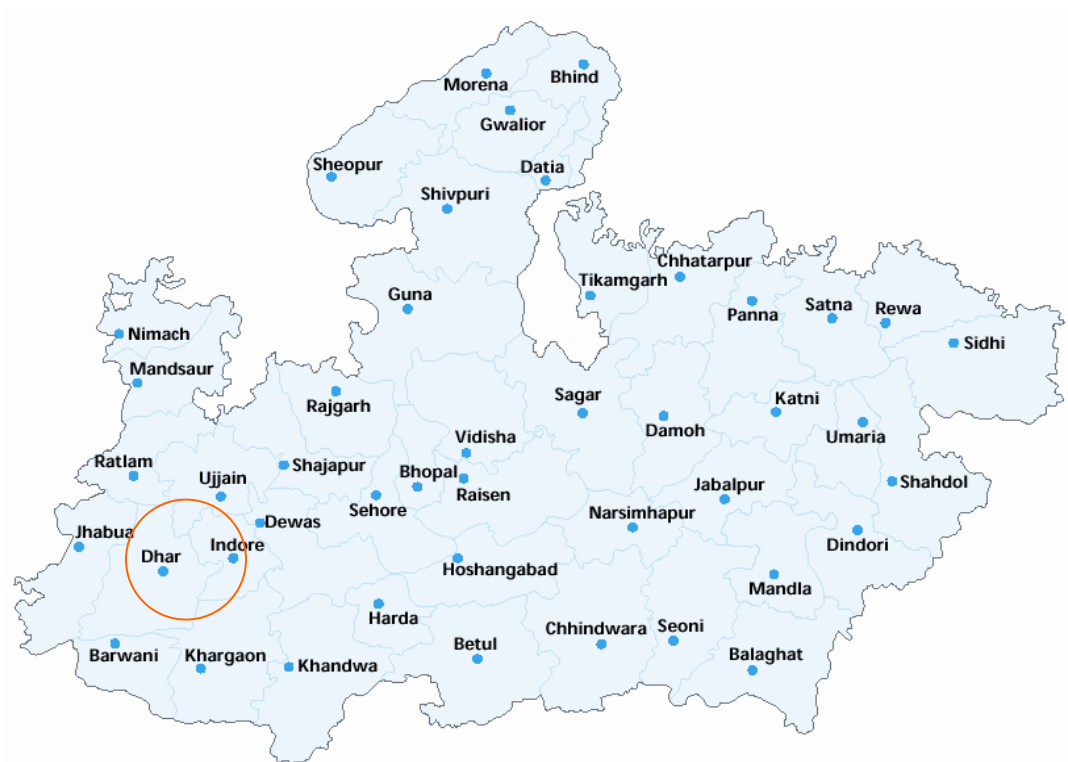 Bhind
Morena
Gwalior
Sheopur
Datia
Shivpuri
Chhatarpur
Tikamgarh
Guna
Panna
Satna
Rewa
Nimach
Sidhi
Mandsaur
Sagar
Katni
Rajgarh
Damoh
Umaria
Vidisha
Ratlam
Shajapur
Bhopal
Ujjain
Raisen
Jabalpur
Shahdol
Sehore
Narsimhapur
Dewas
Jhabua
Indore
Dindori
Dhar
Hoshangabad
Mandla
Harda
Chhindwara
Seoni
Betul
Barwani
Khargaon
Balaghat
Khandwa